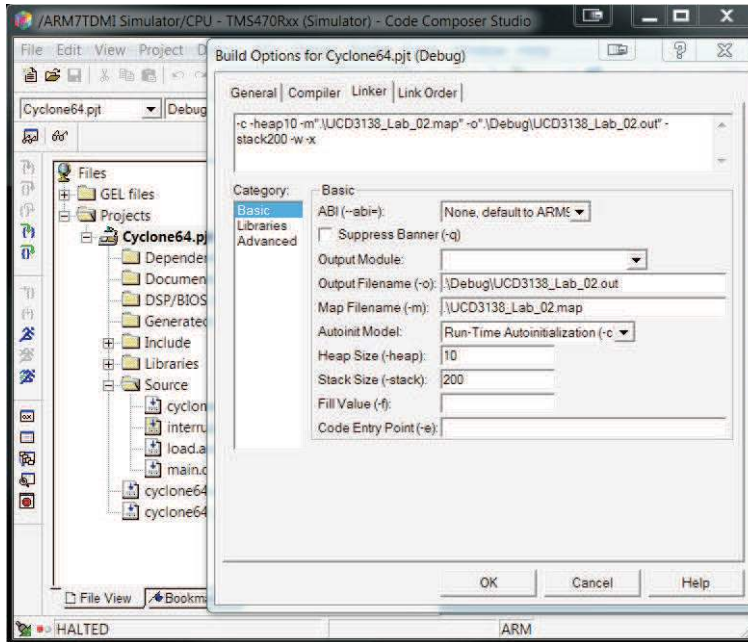 /ARM7TDMI Simulator/CPU - TMS470Rxx (Simulator) - Code Composer Studio
File Edit View Project D
Build Options for Cyclone64.pjt (Debug)
Cyclone64.pjt Debug
General Compiler Linker Link Order
-c -heap10 -m".\UCD3138_Lab_02.map" -o".\Debug\UCD3138_Lab_02.out" -
stack200 -w -x
Files
GEL files
Projects
Cyclone64.pj
Depender
Documen
DSP/BIOS
Generated
Include
Libraries
Source
cyclon
interru
load.a
main.c
cyclone64
cyclone64
File View Bookma
Category:
Basic
Libraries
Advanced
Basic
ABI (--abi=): None, default to ARM9
Suppress Banner (-q)
Output Module:
Output Filename (-o): .\Debug\UCD3138_Lab_02.out
Map Filename (-m): .\UCD3138_Lab_02.map
Autoinit Model: Run-Time Autoinitialization (-c
Heap Size (-heap): 10
Stack Size (-stack): 200
Fill Value (-f):
Code Entry Point (-e):
OK Cancel Help
HALTED ARM